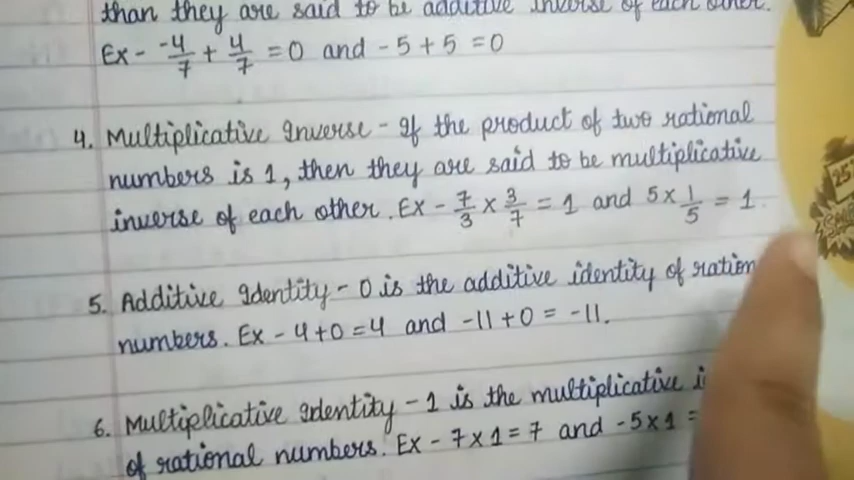 than they are said to be additive inverse of each other.
Ex - -4/7 + 4/7 = 0 and -5+5 = 0
4. Multiplicative Inverse - If the product of two rational
numbers is 1, then they are said to be multiplicative
inverse of each other. Ex - 7/3 × 3/7 = 1 and 5 × 1/5 = 1.
5. Additive Identity - 0 is the additive identity of
numbers. Ex - 4+0 = 4 and -11+0 = -11.
6. Multiplicative Identity - 1 is the multiplicative
of rational numbers. Ex - 7×1 = 7 and -5×1 =
25